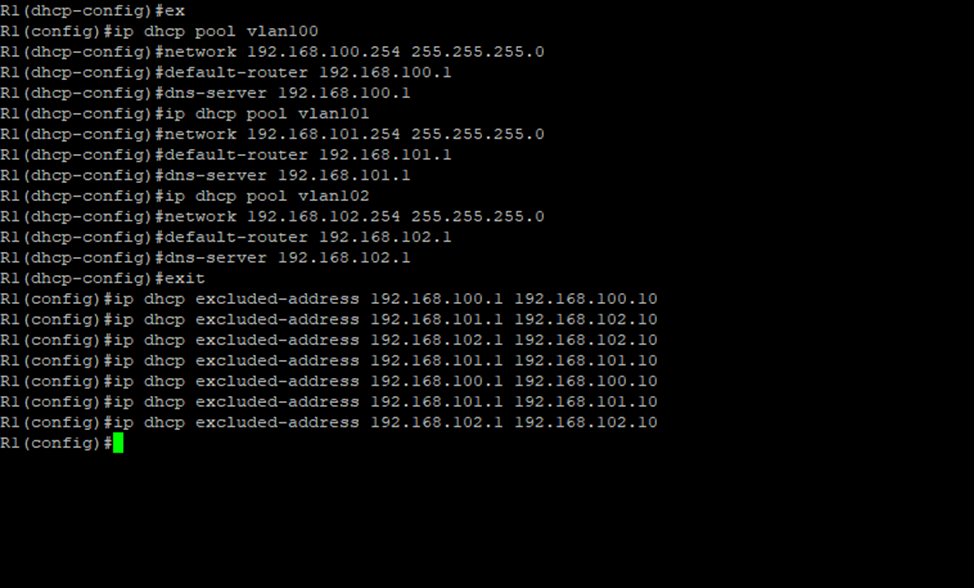 R1(dhcp-config)#ex
R1(config)#ip dhcp pool vlan100
R1(dhcp-config)#network 192.168.100.254 255.255.255.0
R1(dhcp-config)#default-router 192.168.100.1
R1(dhcp-config)#dns-server 192.168.100.1
R1(dhcp-config)#ip dhcp pool vlan101
R1(dhcp-config)#network 192.168.101.254 255.255.255.0
R1(dhcp-config)#default-router 192.168.101.1
R1(dhcp-config)#dns-server 192.168.101.1
R1(dhcp-config)#ip dhcp pool vlan102
R1(dhcp-config)#network 192.168.102.254 255.255.255.0
R1(dhcp-config)#default-router 192.168.102.1
R1(dhcp-config)#dns-server 192.168.102.1
R1(dhcp-config)#exit
R1(config)#ip dhcp excluded-address 192.168.100.1 192.168.100.10
R1(config)#ip dhcp excluded-address 192.168.101.1 192.168.102.10
R1(config)#ip dhcp excluded-address 192.168.102.1 192.168.102.10
R1(config)#ip dhcp excluded-address 192.168.101.1 192.168.101.10
R1(config)#ip dhcp excluded-address 192.168.100.1 192.168.100.10
R1(config)#ip dhcp excluded-address 192.168.101.1 192.168.101.10
R1(config)#ip dhcp excluded-address 192.168.102.1 192.168.102.10
R1(config)#